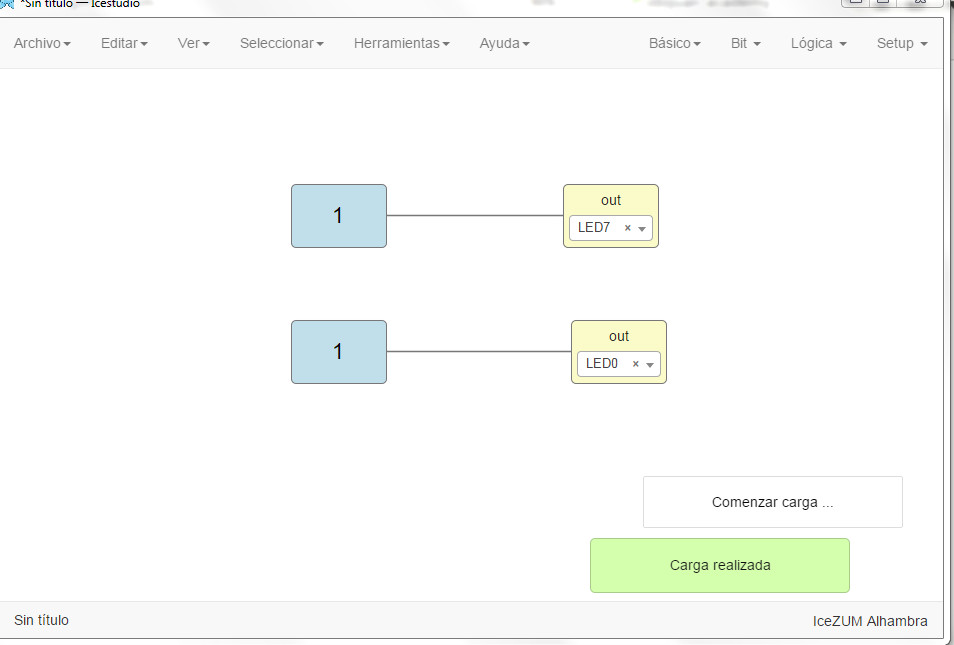 *Sin título — Icestudio
Archivo Editar Ver Seleccionar Herramientas Ayuda Básico Bit Lógica Setup
1
out
LED7 ×
1
out
LED0 ×
Comenzar carga ...
Carga realizada
Sin título
IceZUM Alhambra